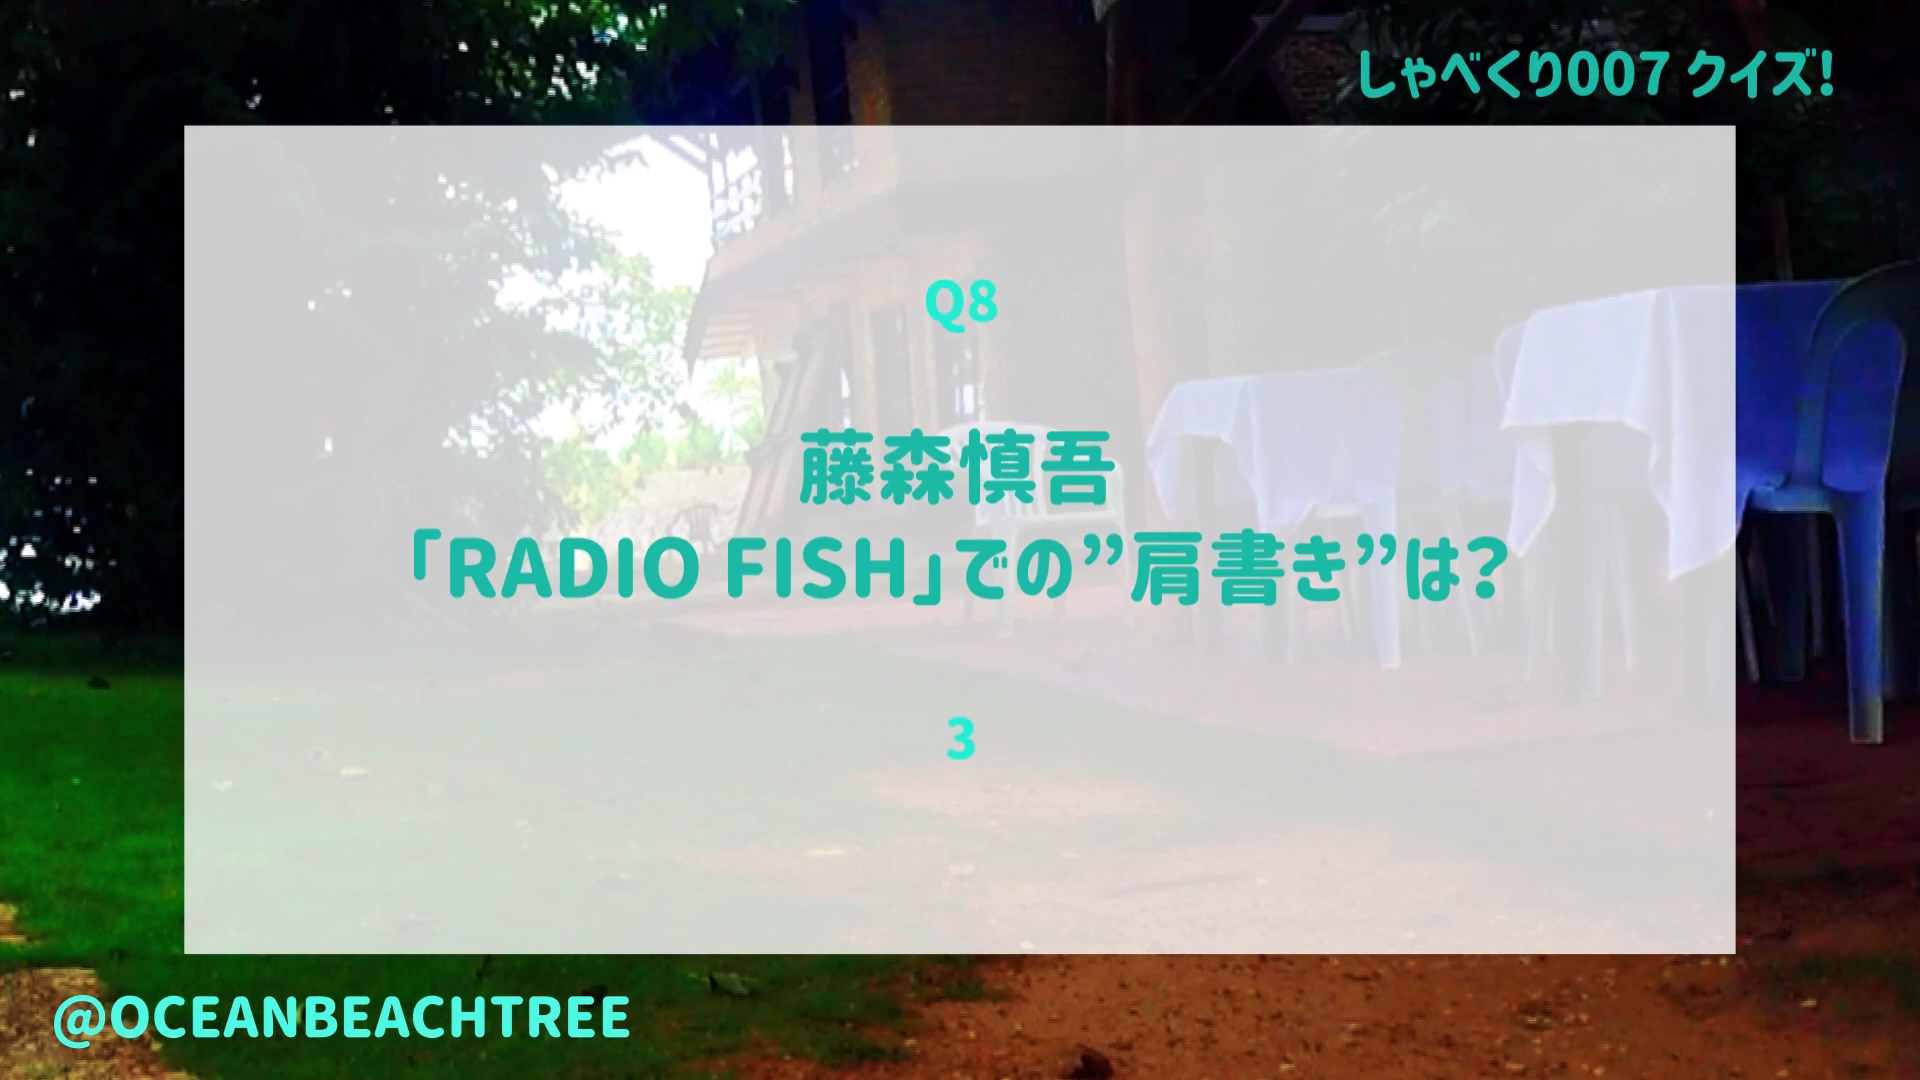 しゃべくり007 クイズ!
Q8
藤森慎吾
「RADIO FISH」での”肩書き”は?
3
@OCEANBEACHTREE